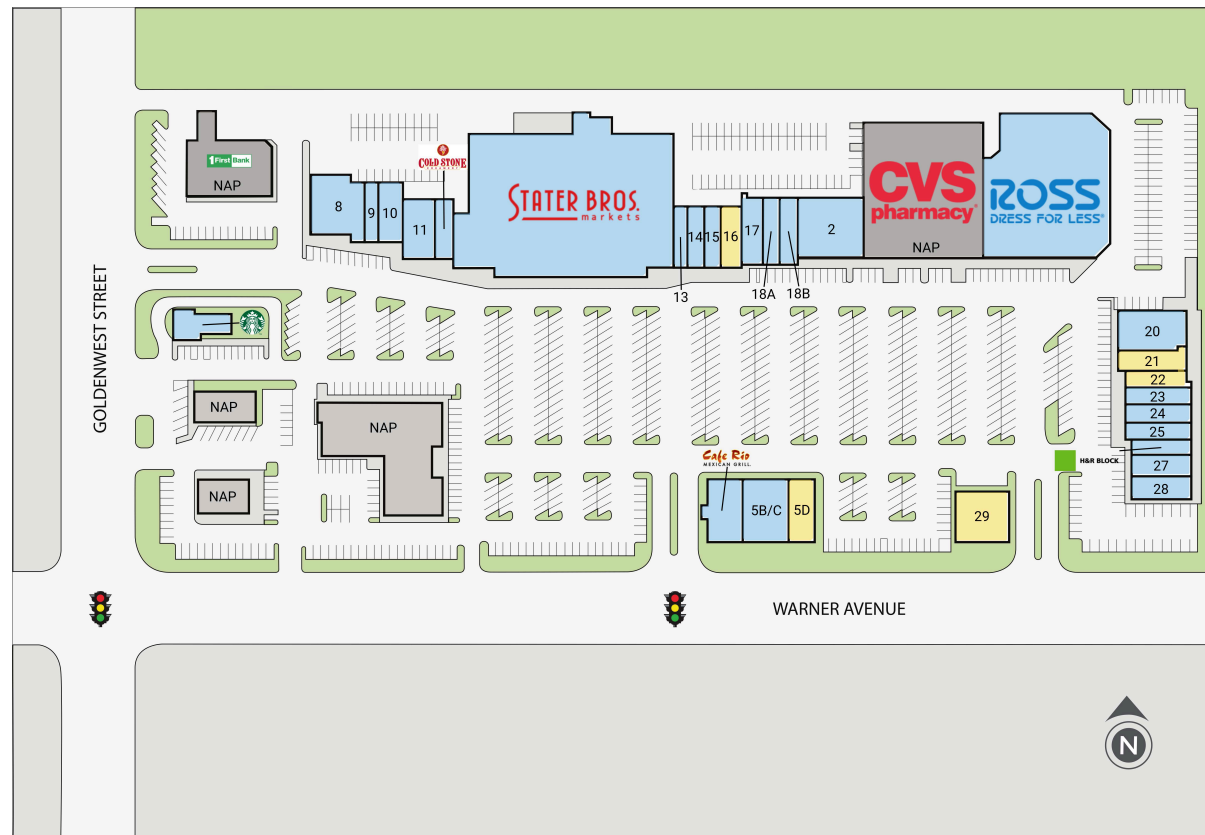 1 First Bank
NAP
COLD STONE
CREAMERY
8
9
10
11
STATER BROS.
markets
13
14
15
16
17
18A
18B
2
CVS
pharmacy
NAP
ROSS
DRESS FOR LESS®
GOLDENWEST STREET
NAP
NAP
NAP
20
21
22
23
24
25
H&R BLOCK
27
28
Cafe Rio
MEXICAN GRILL
5B/C
5D
29
WARNER AVENUE
N